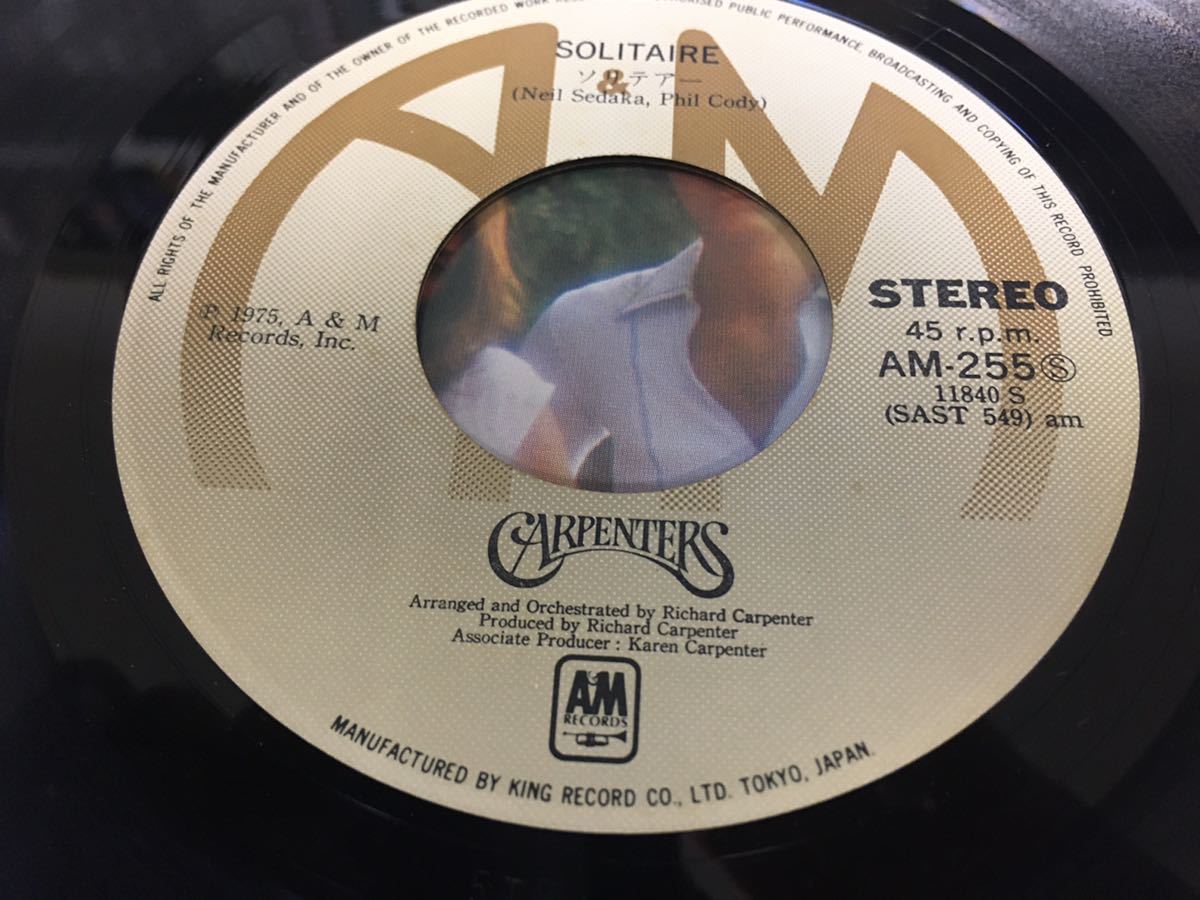 ALL RIGHTS OF THE MANUFACTURER AND OF THE OWNER OF THE RECORDED WORK PUBLIC PERFORMANCE, BROADCASTING AND COPYING OF THIS RECORD PROHIBITED.
SOLITAIRE
ソリテアー
(Neil Sedaka, Phil Cody)
A & M
℗ 1975, A & M
Records, Inc.
STEREO
45 r.p.m.
AM-255 Ⓢ
11840 S
(SAST 549) am
CARPENTERS
Arranged and Orchestrated by Richard Carpenter
Produced by Richard Carpenter
Associate Producer : Karen Carpenter
A&M
RECORDS
MANUFACTURED BY KING RECORD CO., LTD. TOKYO, JAPAN.